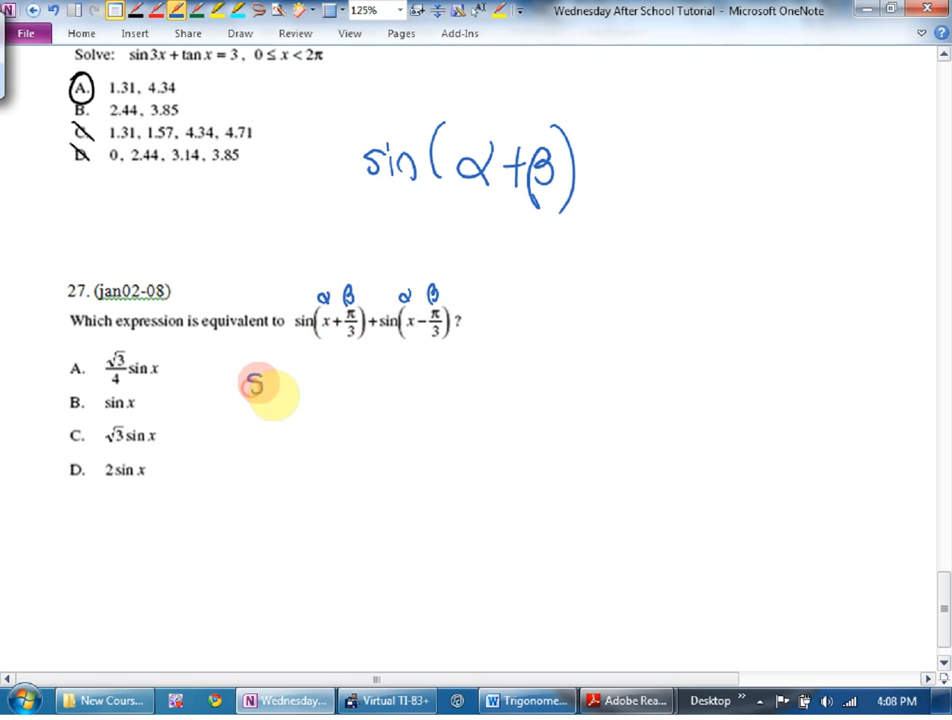 Wednesday After School Tutorial - Microsoft OneNote
125%
File Home Insert Share Draw Review View Pages Add-Ins
Solve: sin3x + tan x = 3 , 0 ≤ x < 2π
A. 1.31, 4.34
B. 2.44, 3.85
C. 1.31, 1.57, 4.34, 4.71
D. 0, 2.44, 3.14, 3.85
sin(α+β)
27. (jan02-08)
α β α β
Which expression is equivalent to sin(x+π/3)+sin(x−π/3)?
A. √3/4 sin x
B. sin x
C. √3 sin x
D. 2 sin x
S
New Cour... Wednesday... Virtual TI-83+ Trigonome... Adobe Rea... Desktop » 4:08 PM